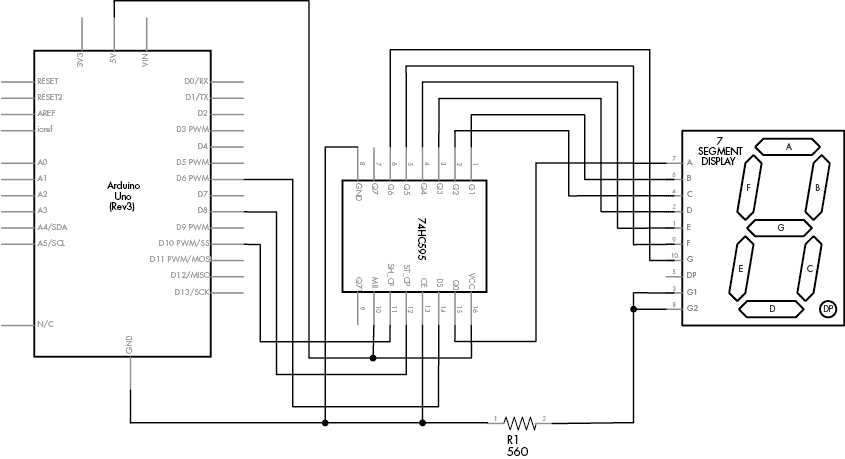 3V3
5V
VIN
RESET
RESET2
AREF
ioref
A0
A1
A2
A3
A4/SDA
A5/SCL
N/C
D0/RX
D1/TX
D2
D3 PWM
D4
D5 PWM
D6 PWM
D7
D8
D9 PWM
D10 PWM/SS
D11 PWM/MOS
D12/MISO
D13/SCK
GND
Arduino
Uno
(Rev3)
8
7
6
5
4
3
2
1
GND
Q7
Q6
Q5
Q4
Q3
Q2
Q1
74HC595
Q7'
MR
SH_CP
ST_CP
OE
DS
Q0
VCC
9
10
11
12
13
14
15
16
1
2
R1
560
7
SEGMENT
DISPLAY
7 A
6 B
4 C
2 D
1 E
9 F
10 G
5 DP
3 G1
8 G2
A
F
B
G
E
C
D
DP